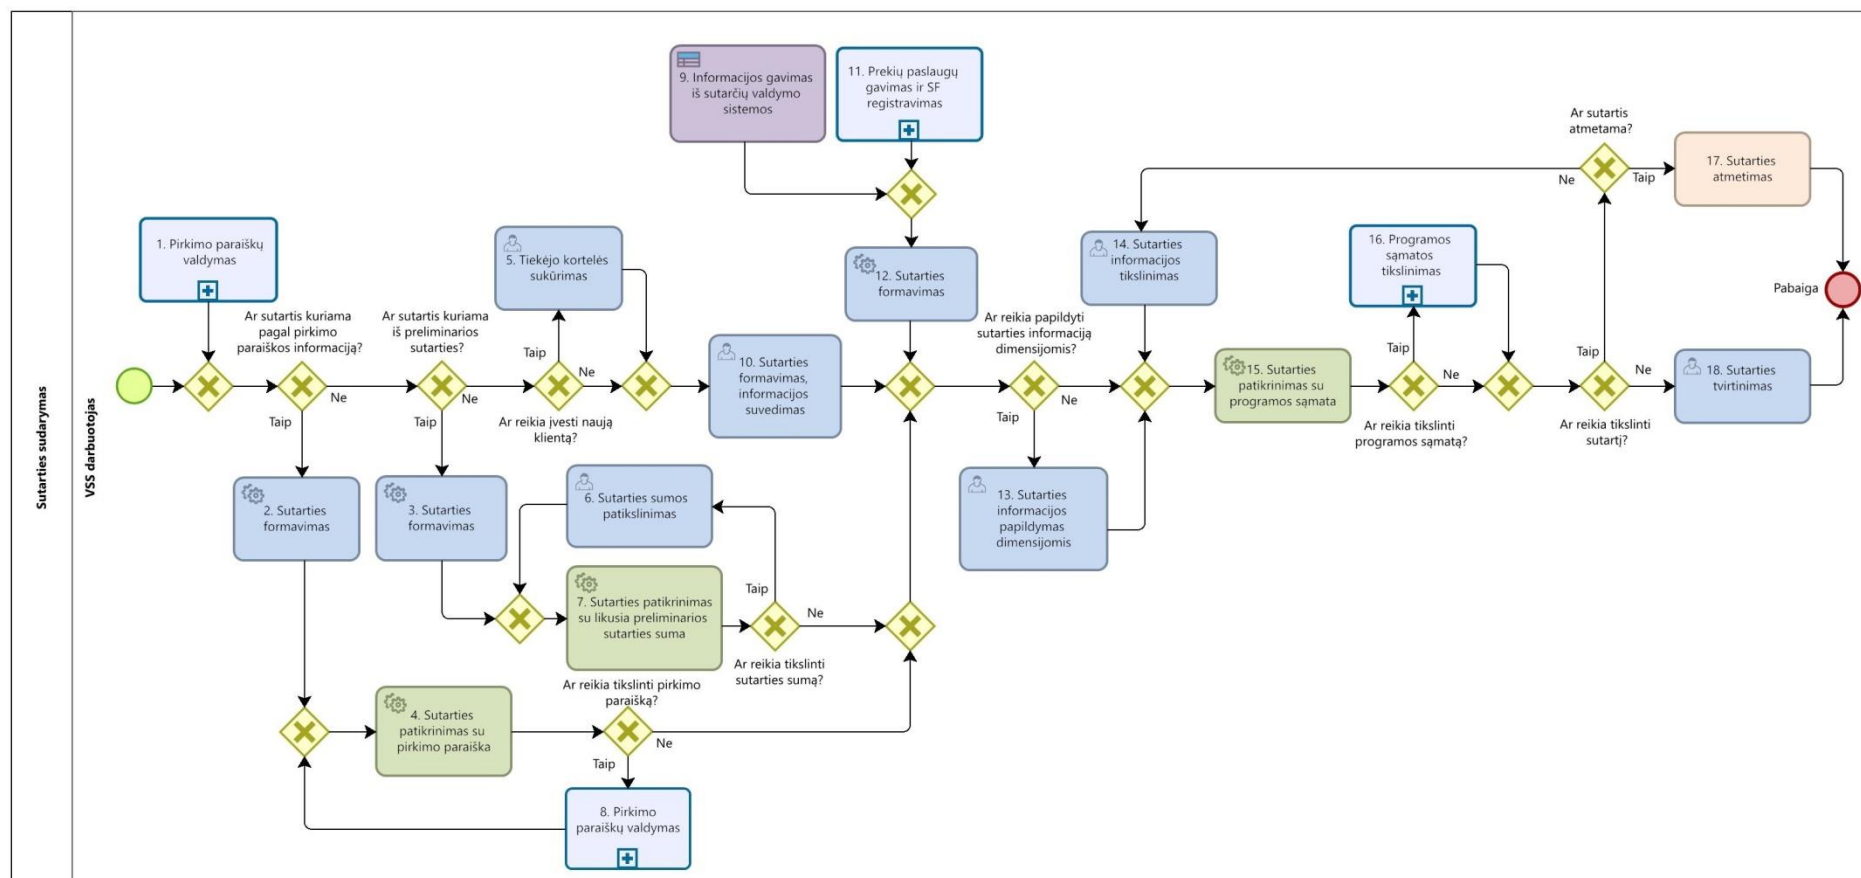 Sutarties sudarymas
VSS darbuotojas
1. Pirkimo paraiškų
valdymas
Ar sutartis kuriama
pagal pirkimo
paraiškos informaciją?
Taip
Ne
2. Sutarties
formavimas
Ar sutartis kuriama
iš preliminarios
sutarties?
Taip
Ne
3. Sutarties
formavimas
4. Sutarties
patikrinimas su
pirkimo paraiška
5. Tiekėjo kortelės
sukūrimas
Taip
Ne
Ar reikia įvesti naują
klientą?
6. Sutarties sumos
patikslinimas
7. Sutarties patikrinimas
su likusia preliminarios
sutarties suma
Taip
Ne
Ar reikia tikslinti
sutarties sumą?
Ar reikia tikslinti pirkimo
paraišką?
Ne
Taip
8. Pirkimo
paraiškų valdymas
9. Informacijos gavimas
iš sutarčių valdymo
sistemos
10. Sutarties
formavimas,
informacijos
suvedimas
11. Prekių paslaugų
gavimas ir SF
registravimas
12. Sutarties
formavimas
Ar reikia papildyti
sutarties informaciją
dimensijomis?
Ne
Taip
13. Sutarties
informacijos
papildymas
dimensijomis
14. Sutarties
informacijos
tikslinimas
15. Sutarties
patikrinimas su
programos sąmata
16. Programos
sąmatos
tikslinimas
Taip
Ne
Ar reikia tikslinti
programos sąmatą?
Ar sutartis
atmetama?
Ne
Taip
17. Sutarties
atmetimas
Taip
Ne
Ar reikia tikslinti
sutartį?
18. Sutarties
tvirtinimas
Pabaiga